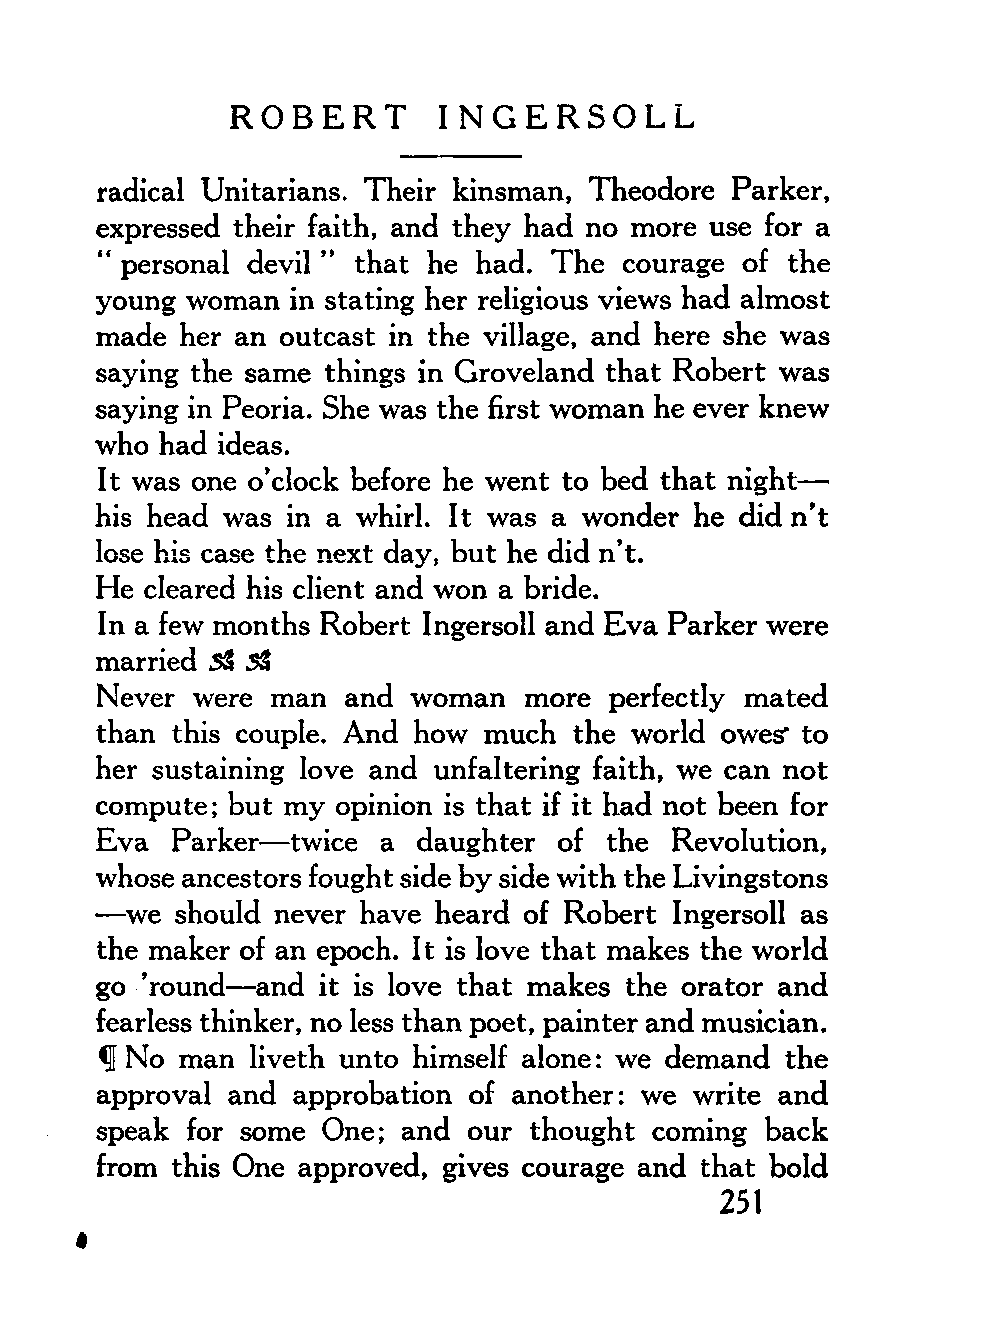 ROBERT INGERSOLL
radical Unitarians. Their kinsman, Theodore Parker,
expressed their faith, and they had no more use for a
“ personal devil ” that he had. The courage of the
young woman in stating her religious views had almost
made her an outcast in the village, and here she was
saying the same things in Groveland that Robert was
saying in Peoria. She was the first woman he ever knew
who had ideas.
It was one o’clock before he went to bed that night—
his head was in a whirl. It was a wonder he did n’t
lose his case the next day, but he did n’t.
He cleared his client and won a bride.
In a few months Robert Ingersoll and Eva Parker were
married
Never were man and woman more perfectly mated
than this couple. And how much the world owes to
her sustaining love and unfaltering faith, we can not
compute; but my opinion is that if it had not been for
Eva Parker—twice a daughter of the Revolution,
whose ancestors fought side by side with the Livingstons
—we should never have heard of Robert Ingersoll as
the maker of an epoch. It is love that makes the world
go ’round—and it is love that makes the orator and
fearless thinker, no less than poet, painter and musician.
¶ No man liveth unto himself alone: we demand the
approval and approbation of another: we write and
speak for some One; and our thought coming back
from this One approved, gives courage and that bold
251